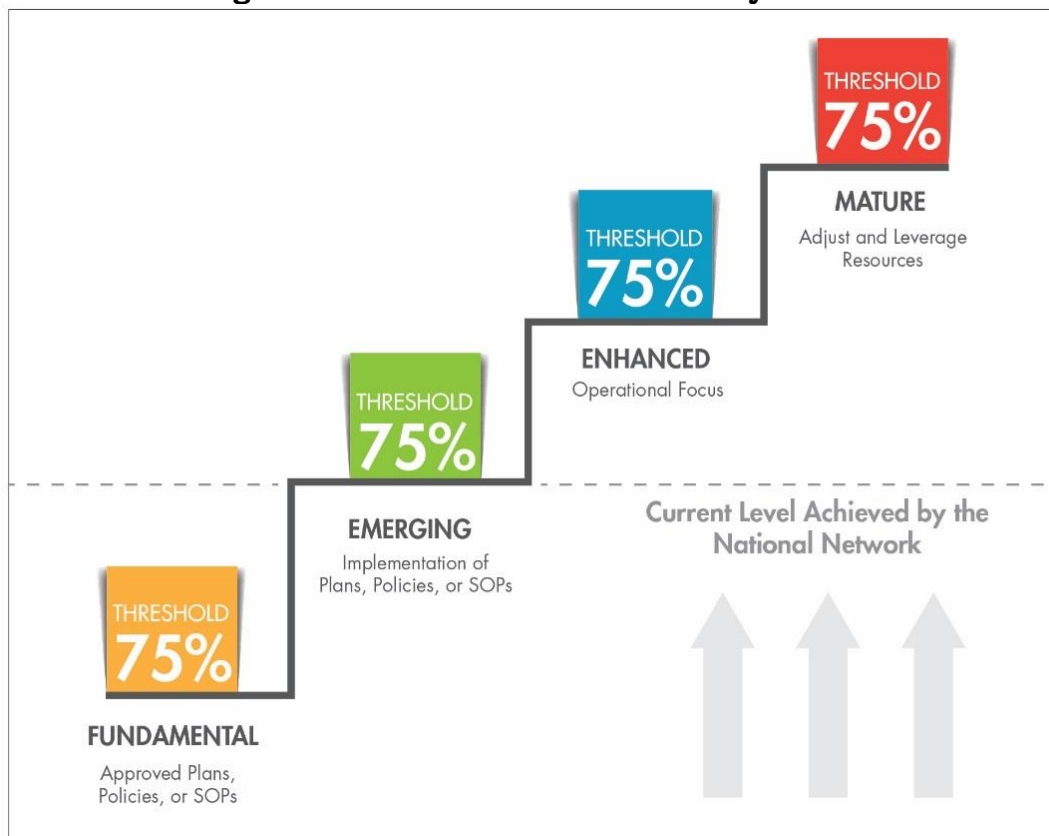 THRESHOLD
75%
MATURE
Adjust and Leverage
Resources
THRESHOLD
75%
ENHANCED
Operational Focus
THRESHOLD
75%
EMERGING
Implementation of
Plans, Policies, or SOPs
Current Level Achieved by the
National Network
THRESHOLD
75%
FUNDAMENTAL
Approved Plans,
Policies, or SOPs